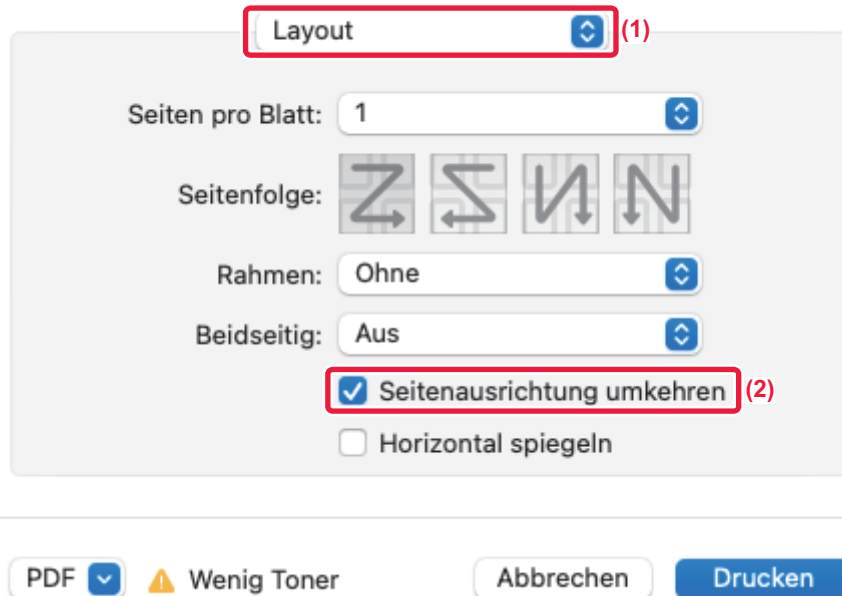 Layout (1)
Seiten pro Blatt: 1
Seitenfolge:
Rahmen: Ohne
Beidseitig: Aus
Seitenausrichtung umkehren (2)
Horizontal spiegeln
PDF Wenig Toner Abbrechen Drucken